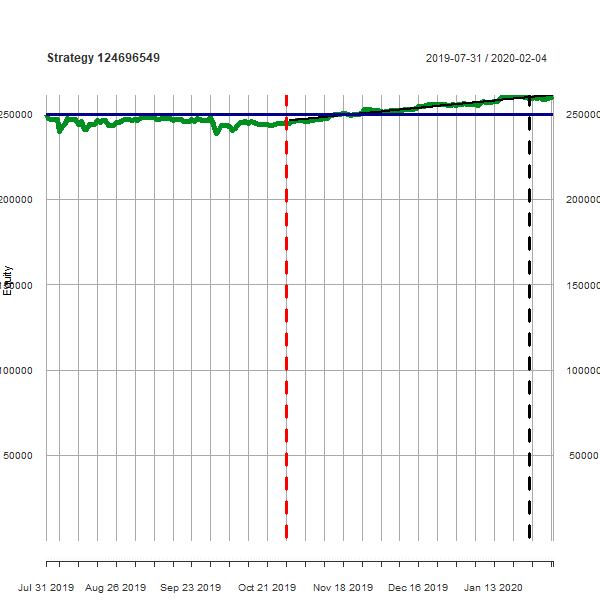 Strategy 124696549
2019-07-31 / 2020-02-04
250000 250000
200000 200000
Equity
150000 150000
100000 100000
50000 50000
Jul 31 2019 Aug 26 2019 Sep 23 2019 Oct 21 2019 Nov 18 2019 Dec 16 2019 Jan 13 2020